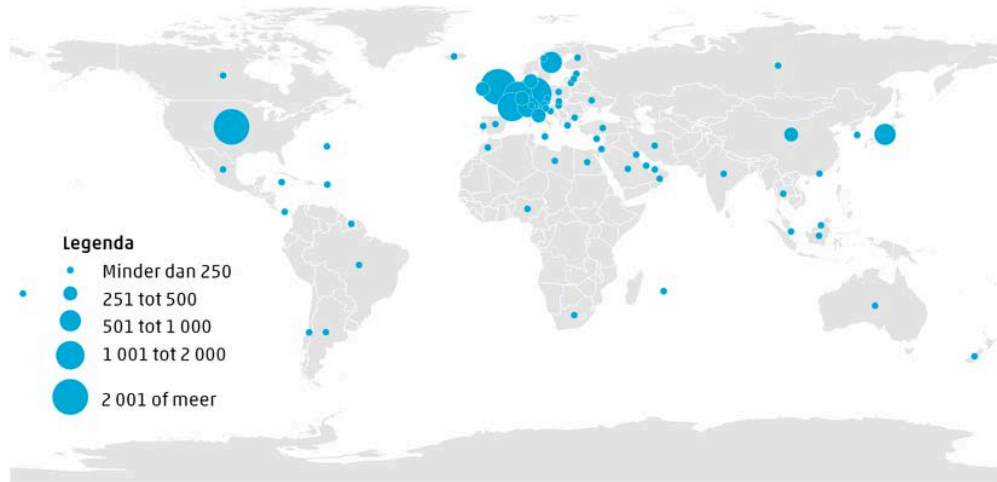 Legenda
Minder dan 250
251 tot 500
501 tot 1 000
1 001 tot 2 000
2 001 of meer